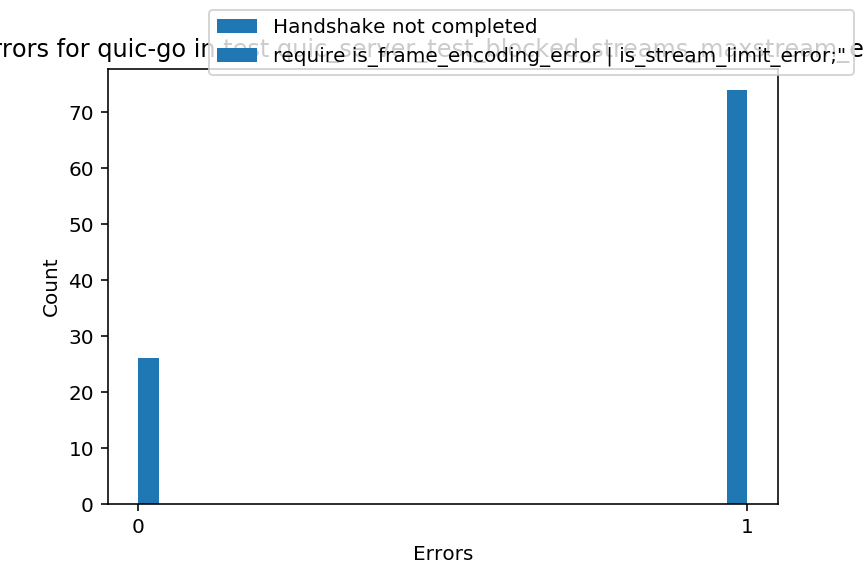 Handshake not completed
rrors for quic-go in test_quic_server_test_blocked_streams_maxstream_e
require is_frame_encoding_error | is_stream_limit_error;"
70
60
50
40
30
20
10
0
Count
0
1
Errors